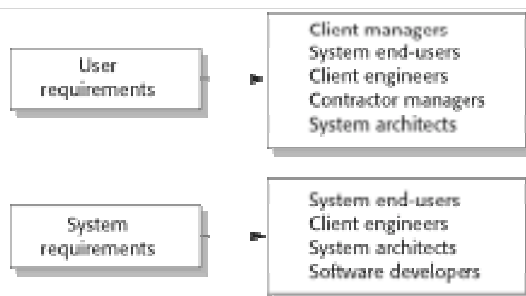 User
requirements
Client managers
System end-users
Client engineers
Contractor managers
System architects
System
requirements
System end-users
Client engineers
System architects
Software developers